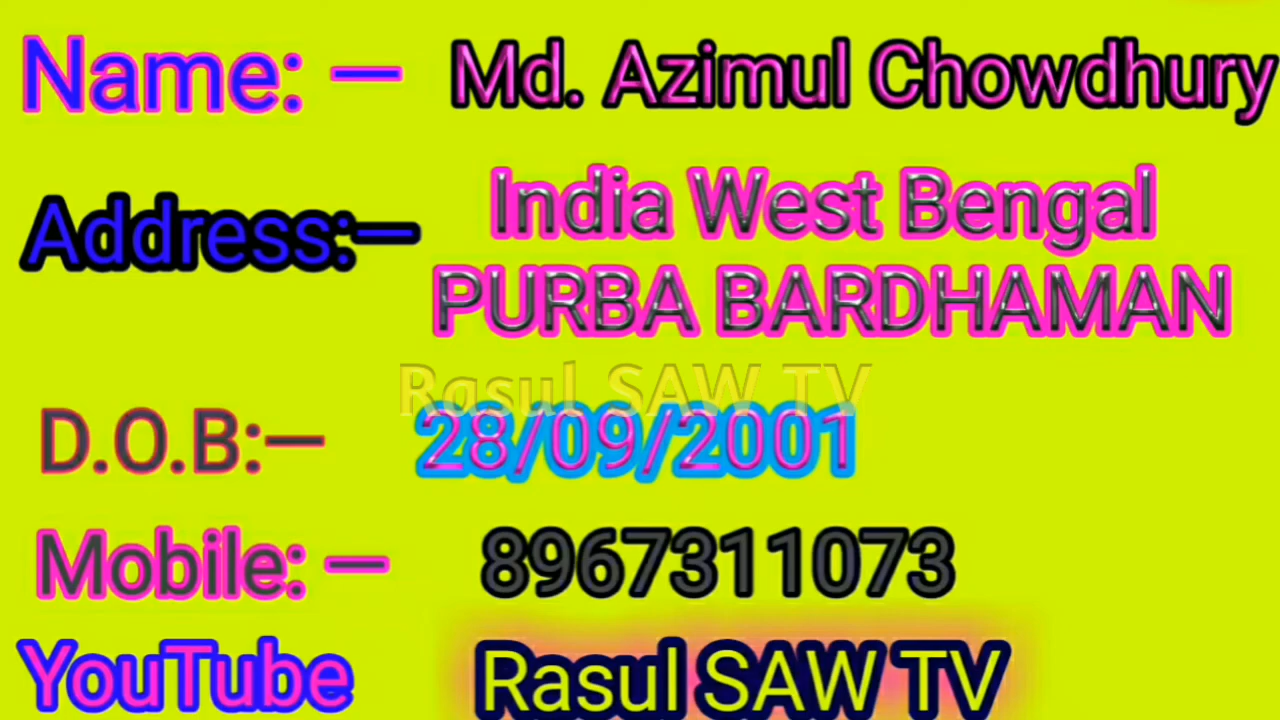 Name: — Md. Azimul Chowdhury
Address:— India West Bengal
PURBA BARDHAMAN
Rasul SAW TV
D.O.B:— 28/09/2001
Mobile: — 8967311073
YouTube Rasul SAW TV